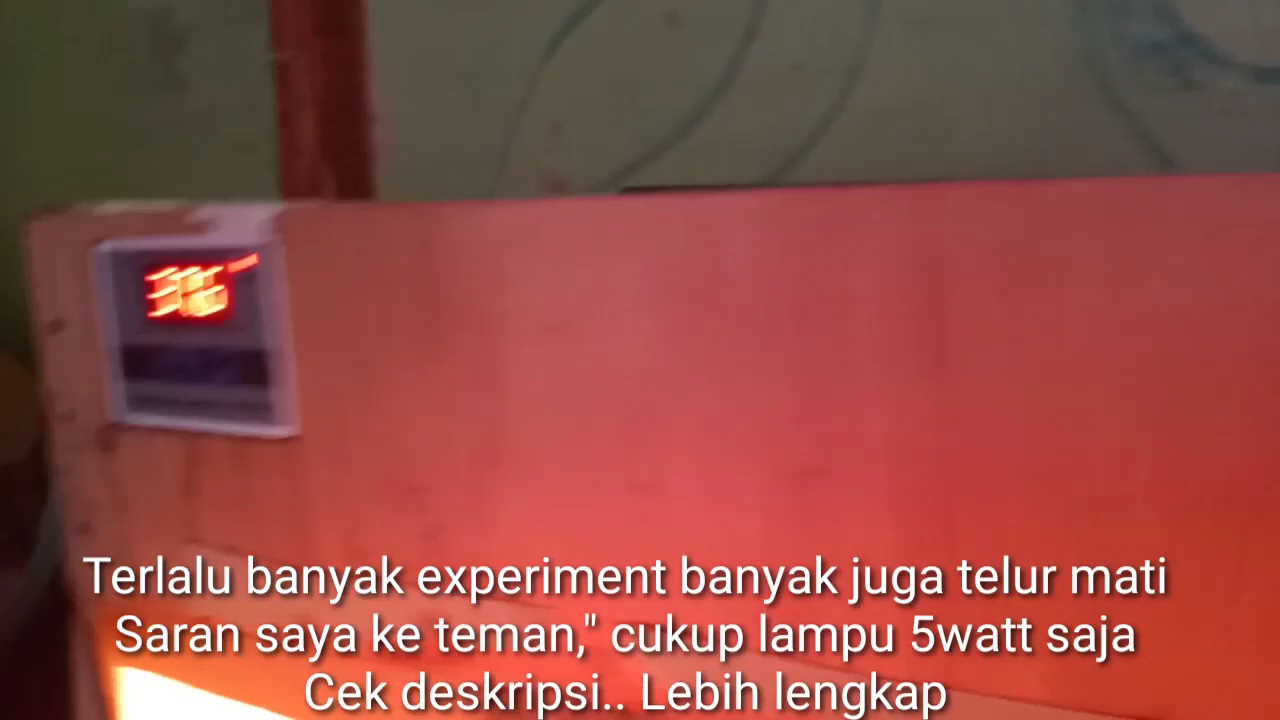 Terlalu banyak experiment banyak juga telur mati
Saran saya ke teman," cukup lampu 5watt saja
Cek deskripsi.. Lebih lengkap